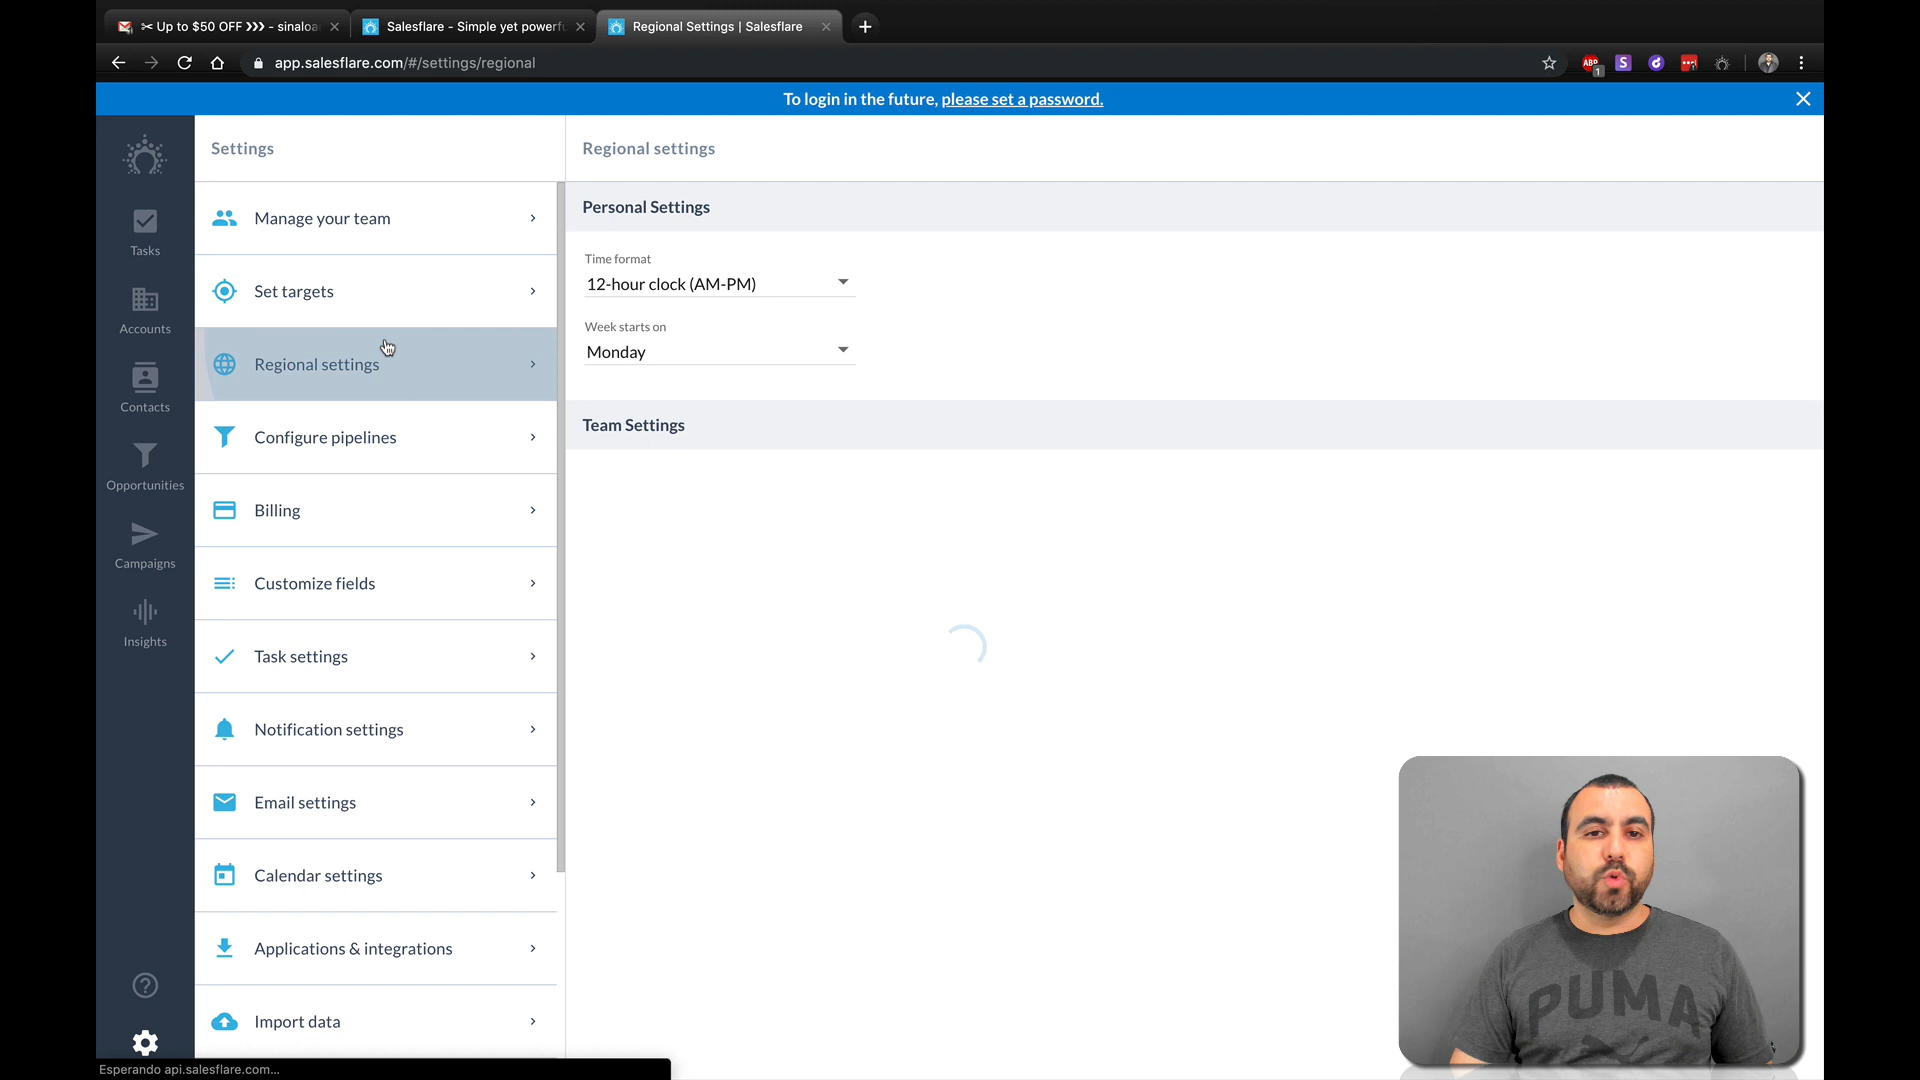 ✂ Up to $50 OFF ❯❯❯ - sinaloa
Salesflare - Simple yet powerfu
Regional Settings | Salesflare
app.salesflare.com/#/settings/regional
ABP
1
S
To login in the future, please set a password.
Settings
Regional settings
Tasks
Accounts
Contacts
Opportunities
Campaigns
Insights
Manage your team
Set targets
Regional settings
Configure pipelines
Billing
Customize fields
Task settings
Notification settings
Email settings
Calendar settings
Applications & integrations
Import data
Personal Settings
Time format
12-hour clock (AM-PM)
Week starts on
Monday
Team Settings
PUMA
Esperando api.salesflare.com...